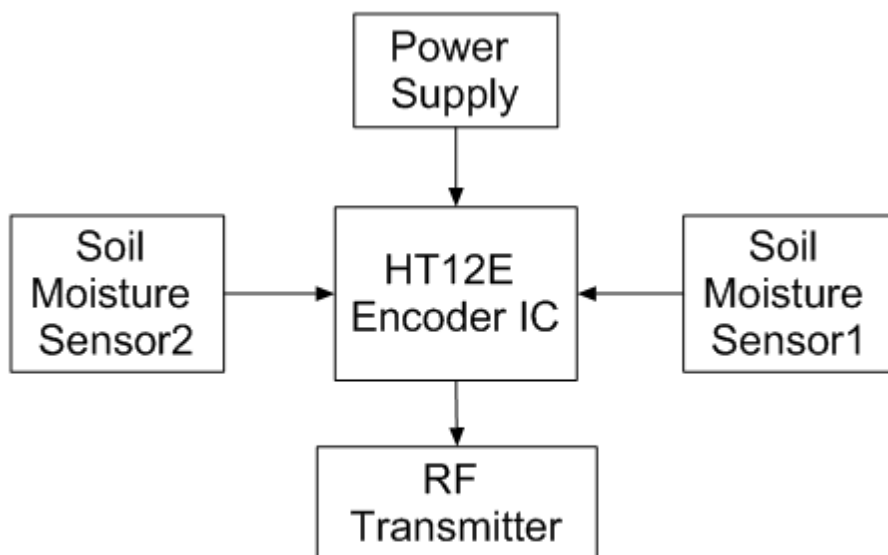 Power
Supply
Soil
Moisture
Sensor2
HT12E
Encoder IC
Soil
Moisture
Sensor1
RF
Transmitter